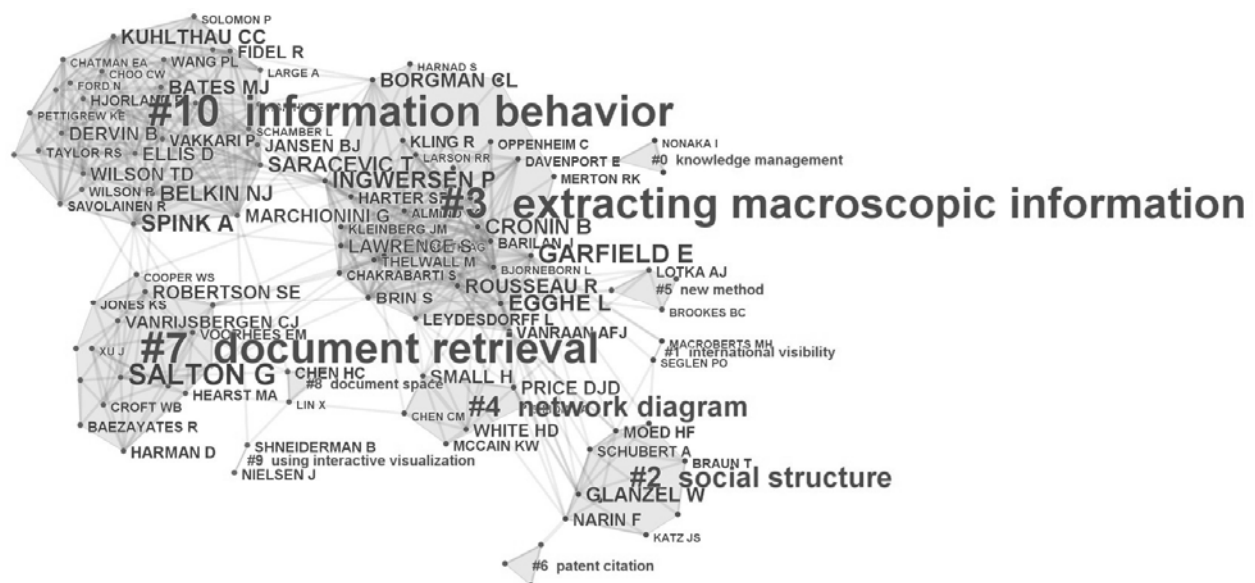 SOLOMON P
KUHLTHAU CC
FIDEL R
CHATMAN EA
WANG PL
HARNAD S
CHOO CW
LARGE A
BORGMAN CL
FORD N
BATES MJ
HJORLAND B
#10 information behavior
PETTIGREW KE
DERVIN B
SCHAMBER L
VAKKARI P
KLING R
OPPENHEIM C
NONAKA I
JANSEN BJ
TAYLOR RS
ELLIS D
LARSON RR
DAVENPORT E
#0 knowledge management
SARACEVIC T
WILSON TD
INGWERSEN P
MERTON RK
WILSON P
BELKIN NJ
HARTER SP
SAVOLAINEN R
#3 extracting macroscopic information
MARCHIONINI G
ALMIND
SPINK A
KLEINBERG JM
CRONIN B
LAWRENCE S
BARILAN J
GARFIELD E
THELWALL M
BJORNEBORN L
COOPER WS
CHAKRABARTI S
LOTKA AJ
ROBERTSON SE
BRIN S
ROUSSEAU R
#5 new method
JONES KS
EGGHE L
BROOKES BC
VANRIJSBERGEN CJ
LEYDESDORFF L
VOORHEES EM
VANRAAN AFJ
MACROBERTS MH
XU J
#7 document retrieval
#1 international visibility
SEGLEN PO
SALTON G
CHEN HC
SMALL H
#8 document space
PRICE DJD
HEARST MA
LIN X
CROFT WB
CHEN CM
#4 network diagram
BAEZAYATES R
WHITE HD
MOED HF
HARMAN D
SHNEIDERMAN B
MCCAIN KW
SCHUBERT A
#9 using interactive visualization
BRAUN T
NIELSEN J
#2 social structure
GLANZEL W
NARIN F
KATZ JS
#6 patent citation